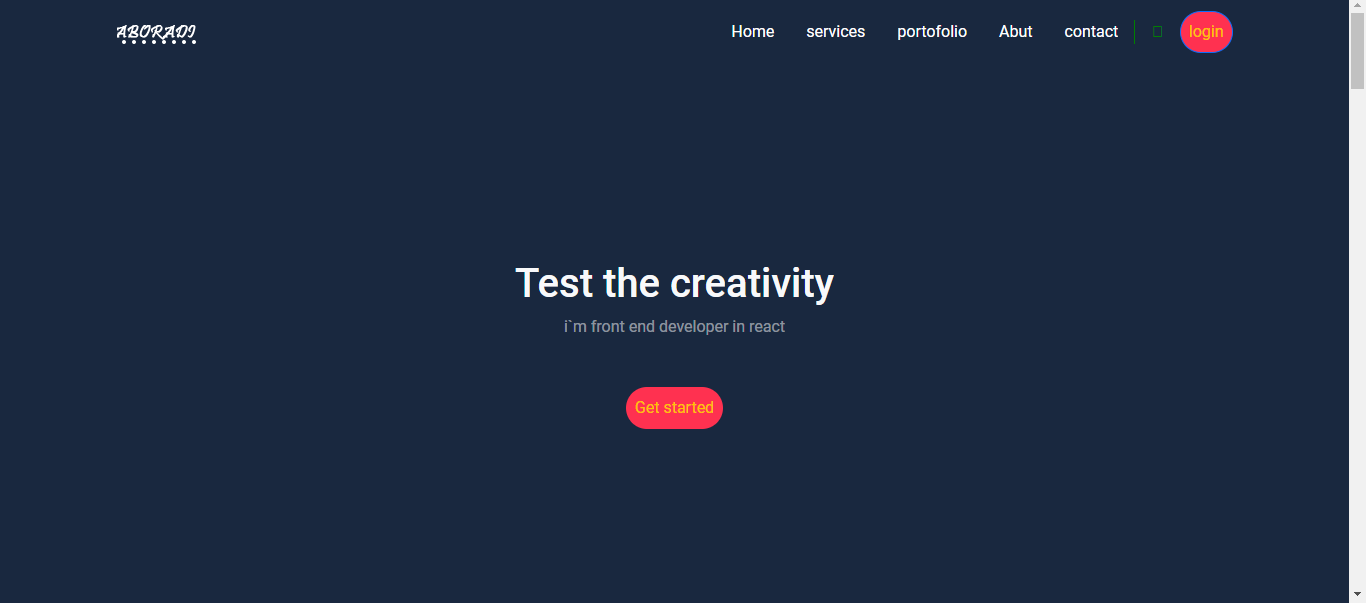 ABORADI
Home services portofolio Abut contact login
Test the creativity
i`m front end developer in react
Get started